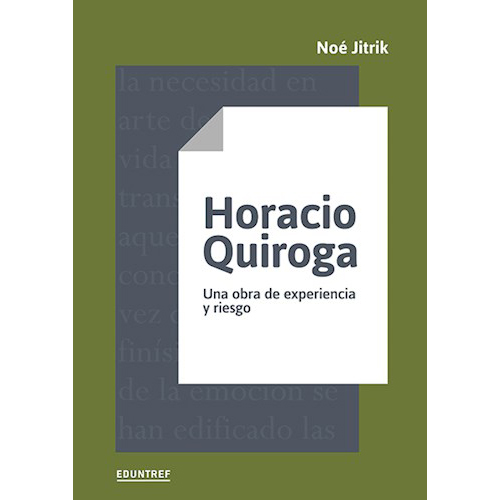 Noé Jitrik
la necesidad en
arte de
vida
trans
aque
conc
vez d
finís
de la emoción se
han edificado las
Horacio
Quiroga
Una obra de experiencia
y riesgo
EDUNTREF